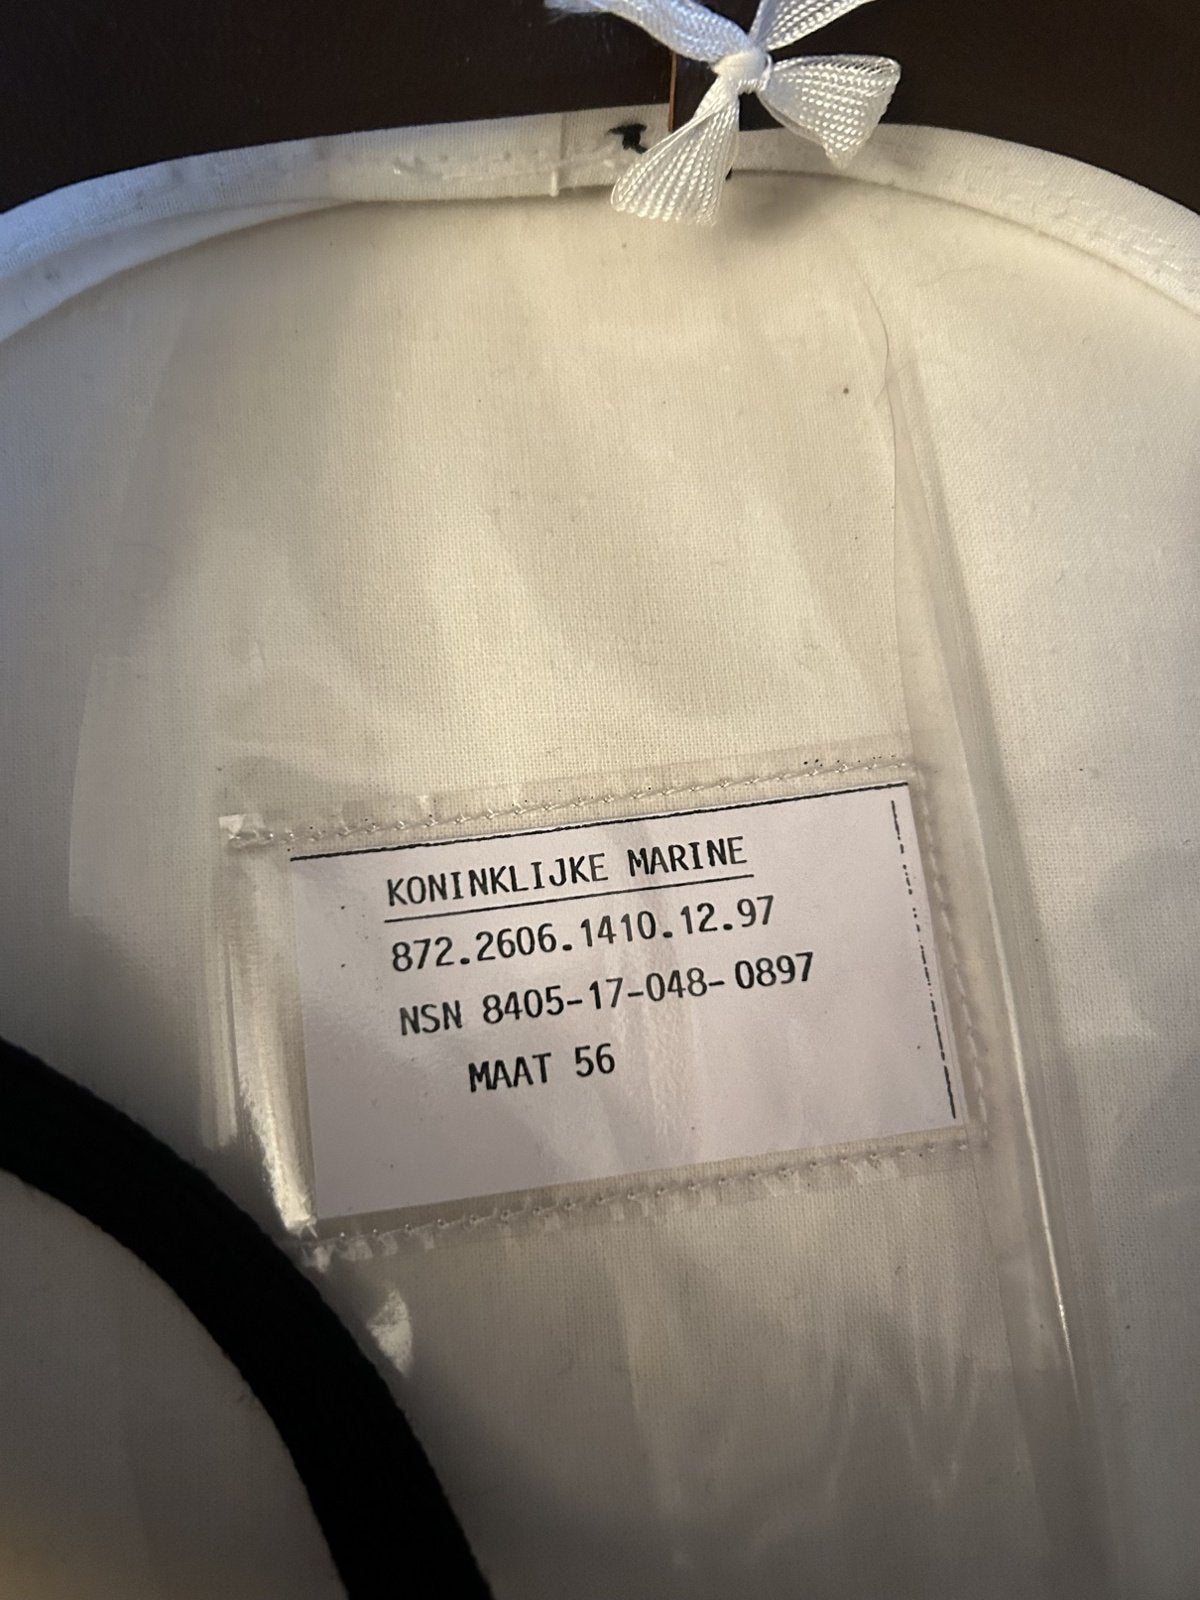 KONINKLIJKE MARINE
872.2606.1410.12.97
NSN 8405-17-048-0897
MAAT 56